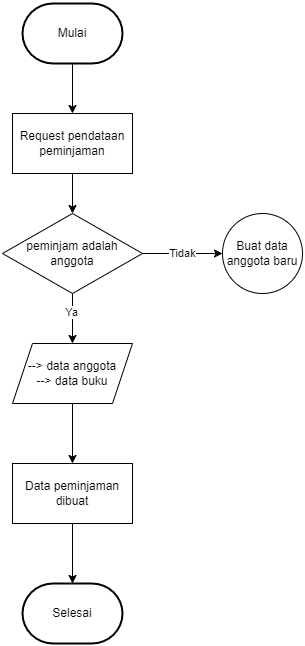 Mulai
Request pendataan
peminjaman
peminjam adalah
anggota
Tidak
Buat data
anggota baru
Ya
--> data anggota
--> data buku
Data peminjaman
dibuat
Selesai